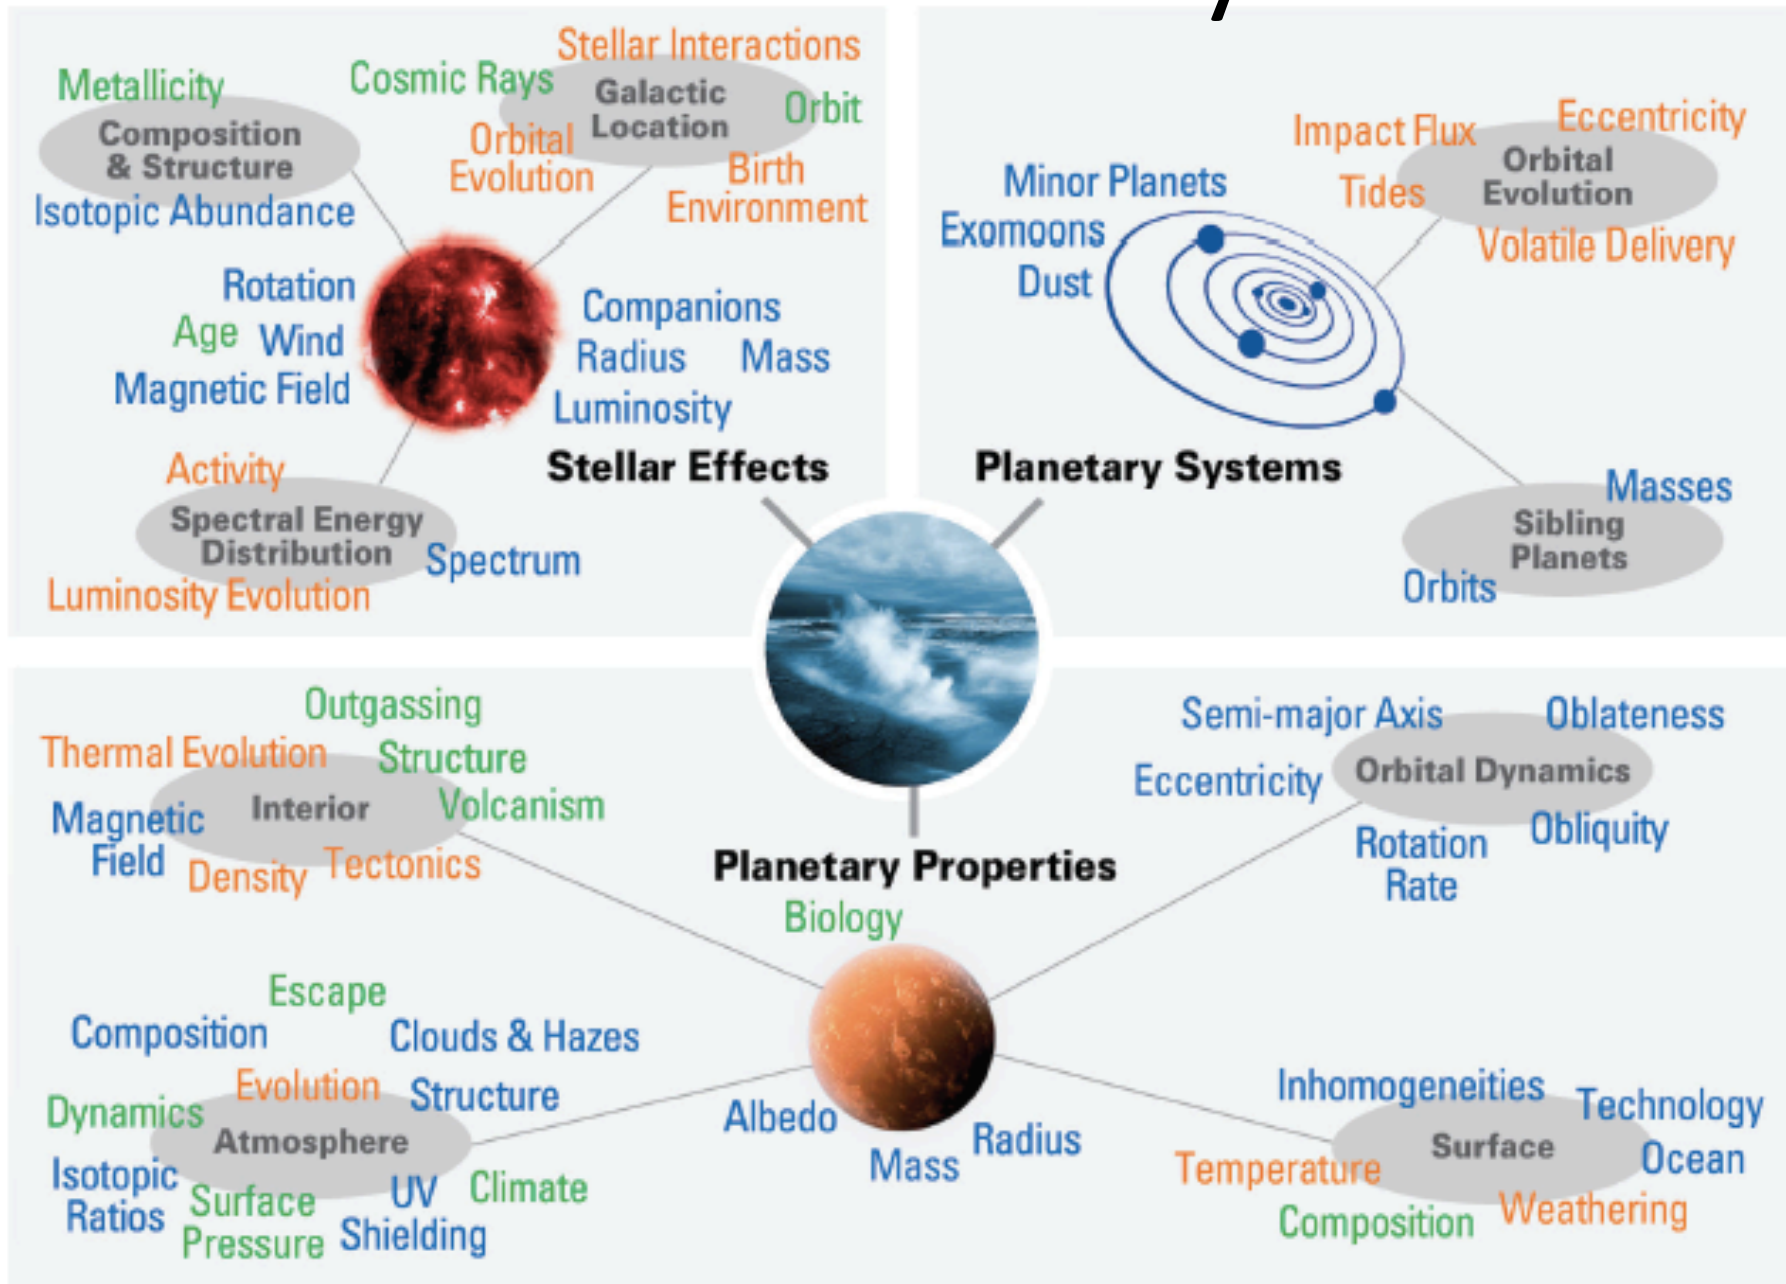 Stellar Interactions
Metallicity
Cosmic Rays
Galactic
Location
Orbit
Composition
& Structure
Orbital
Evolution
Birth
Environment
Isotopic Abundance
Rotation
Age Wind
Magnetic Field
Companions
Radius Mass
Luminosity
Activity
Spectral Energy
Distribution
Spectrum
Luminosity Evolution
Stellar Effects
Eccentricity
Impact Flux
Orbital
Evolution
Tides
Volatile Delivery
Minor Planets
Exomoons
Dust
Planetary Systems
Masses
Sibling
Planets
Orbits
Outgassing
Thermal Evolution
Structure
Interior
Volcanism
Magnetic
Field
Density
Tectonics
Planetary Properties
Biology
Semi-major Axis
Oblateness
Eccentricity
Orbital Dynamics
Rotation
Rate
Obliquity
Escape
Composition
Clouds & Hazes
Evolution
Structure
Dynamics
Atmosphere
Isotopic
Ratios
Surface
Pressure
UV
Shielding
Climate
Albedo
Mass
Radius
Inhomogeneities
Technology
Surface
Ocean
Temperature
Weathering
Composition